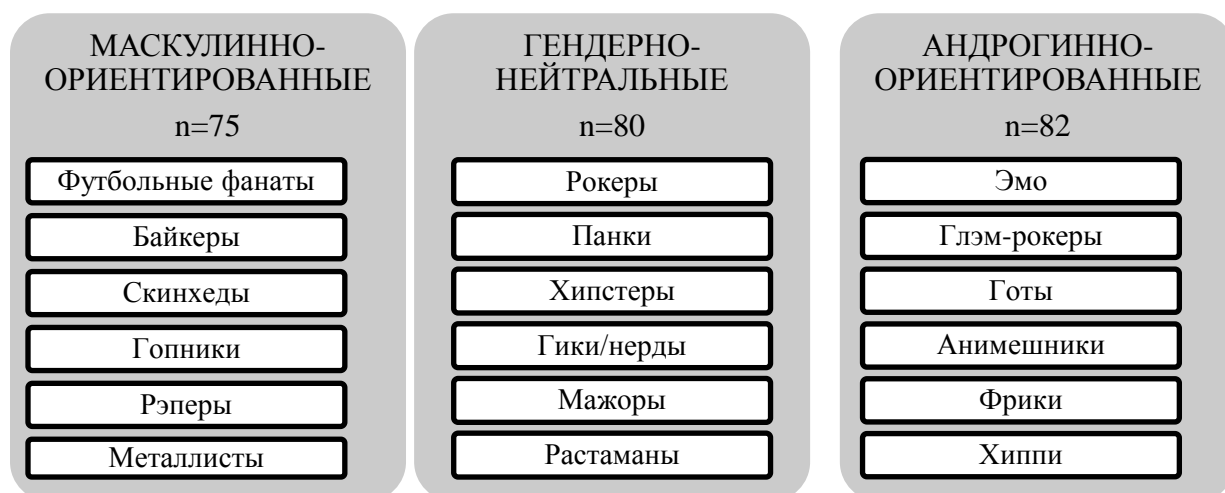 МАСКУЛИННО-
ОРИЕНТИРОВАННЫЕ
n=75
Футбольные фанаты
Байкеры
Скинхеды
Гопники
Рэперы
Металлисты
ГЕНДЕРНО-
НЕЙТРАЛЬНЫЕ
n=80
Рокеры
Панки
Хипстеры
Гики/нерды
Мажоры
Растаманы
АНДРОГИННО-
ОРИЕНТИРОВАННЫЕ
n=82
Эмо
Глэм-рокеры
Готы
Анимешники
Фрики
Хиппи